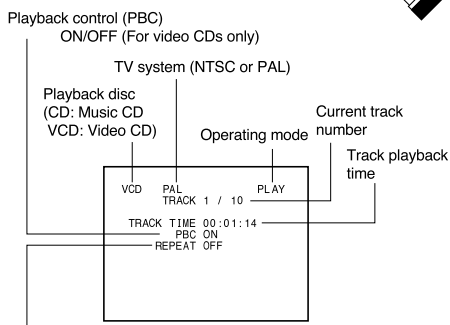 Playback control (PBC)
ON/OFF (For video CDs only)
TV system (NTSC or PAL)
Playback disc
(CD: Music CD
VCD: Video CD)
Operating mode
Current track
number
Track playback
time
VCD PAL PLAY
TRACK 1 / 10
TRACK TIME 00:01:14
PBC ON
REPEAT OFF